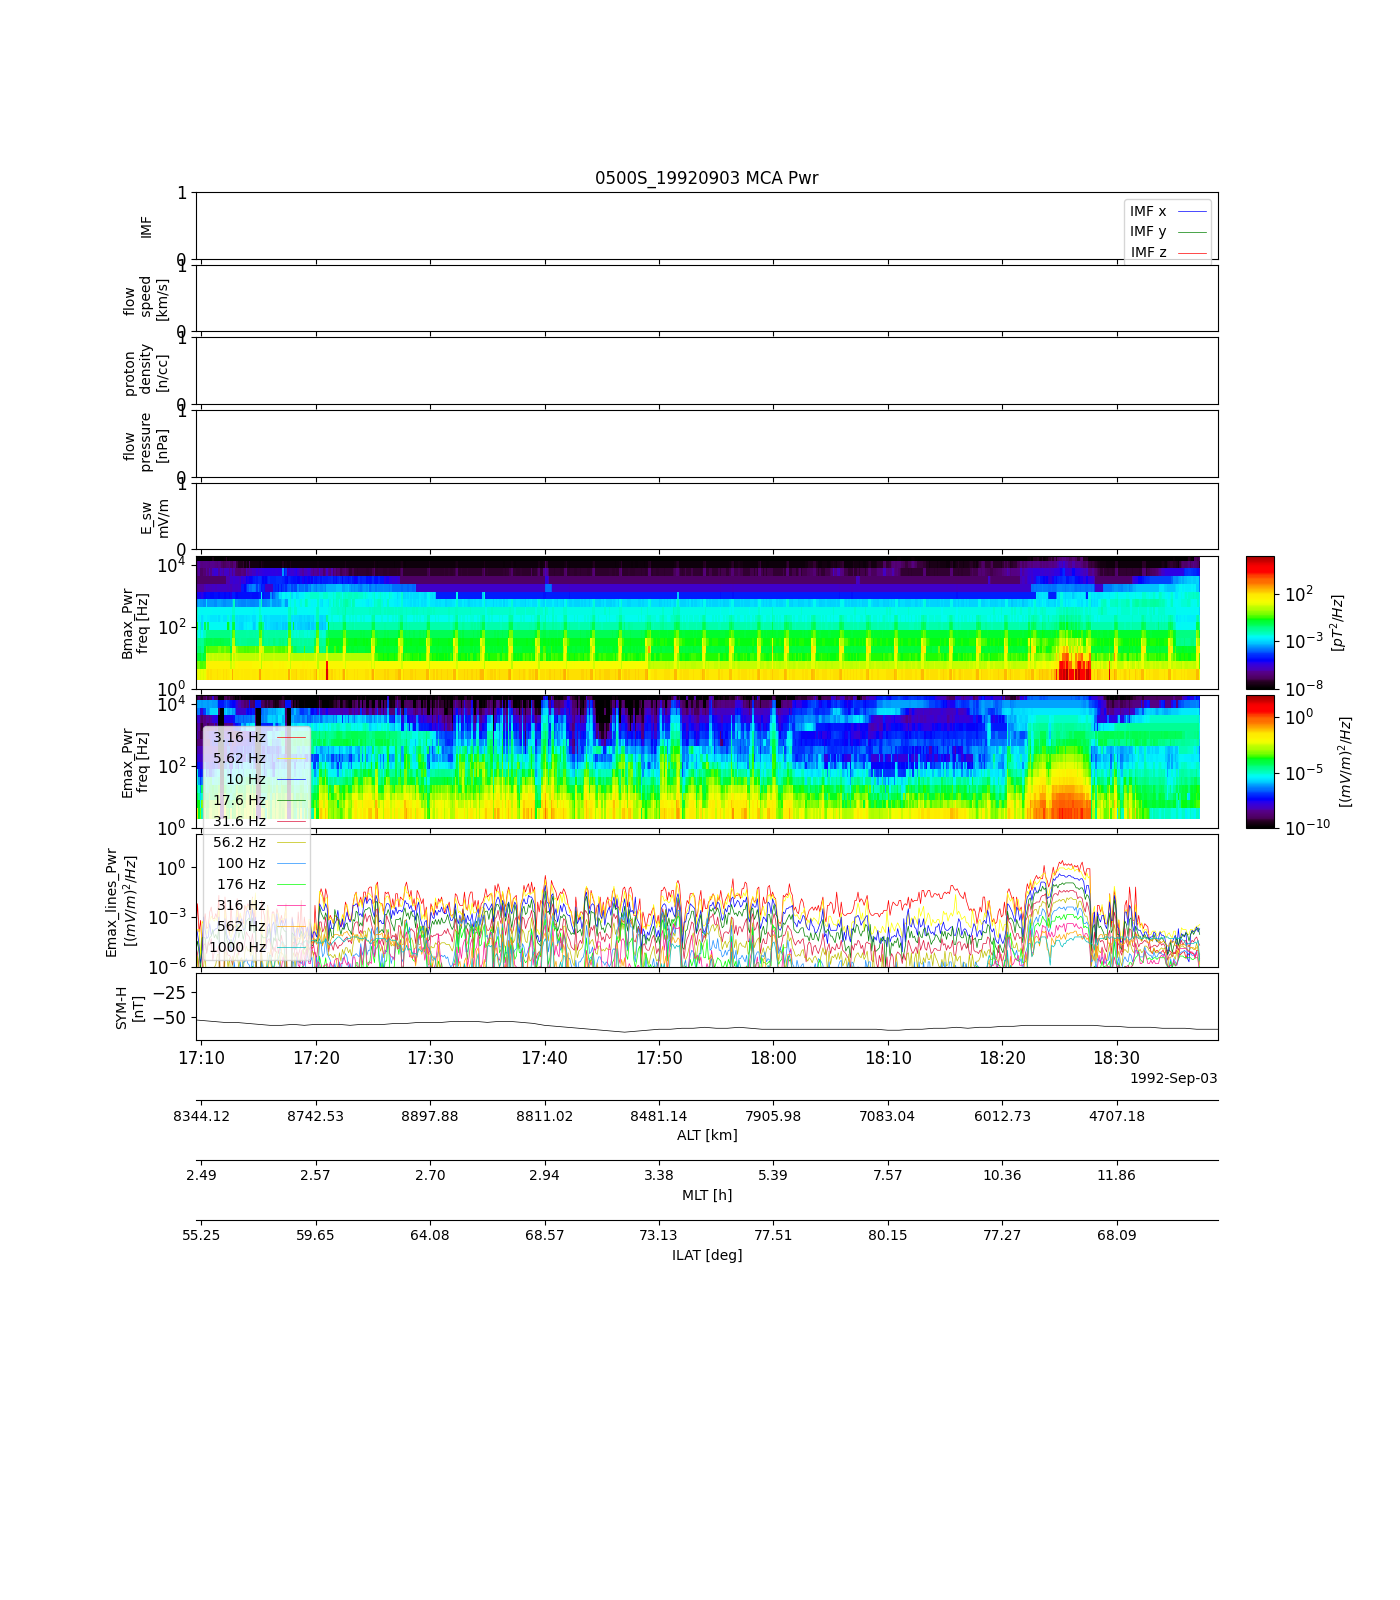 0500S_19920903 MCA Pwr
1
IMF
0
IMF x
IMF y
IMF z
1
flow
speed
[km/s]
0
1
proton
density
[n/cc]
0
1
flow
pressure
[nPa]
0
1
E_sw
mV/m
0
10^4
10^2
10^0
Bmax_Pwr
freq [Hz]
10^2
10^-3
10^-8
[pT^2/Hz]
10^4
10^2
10^0
Emax_Pwr
freq [Hz]
10^0
10^-5
10^-10
[(mV/m)^2/Hz]
3.16 Hz
5.62 Hz
10 Hz
17.6 Hz
31.6 Hz
56.2 Hz
100 Hz
176 Hz
316 Hz
562 Hz
1000 Hz
10^0
10^-3
10^-6
Emax_lines_Pwr
[(mV/m)^2/Hz]
−25
−50
SYM-H
[nT]
17:10 17:20 17:30 17:40 17:50 18:00 18:10 18:20 18:30
1992-Sep-03
8344.12 8742.53 8897.88 8811.02 8481.14 7905.98 7083.04 6012.73 4707.18
ALT [km]
2.49 2.57 2.70 2.94 3.38 5.39 7.57 10.36 11.86
MLT [h]
55.25 59.65 64.08 68.57 73.13 77.51 80.15 77.27 68.09
ILAT [deg]